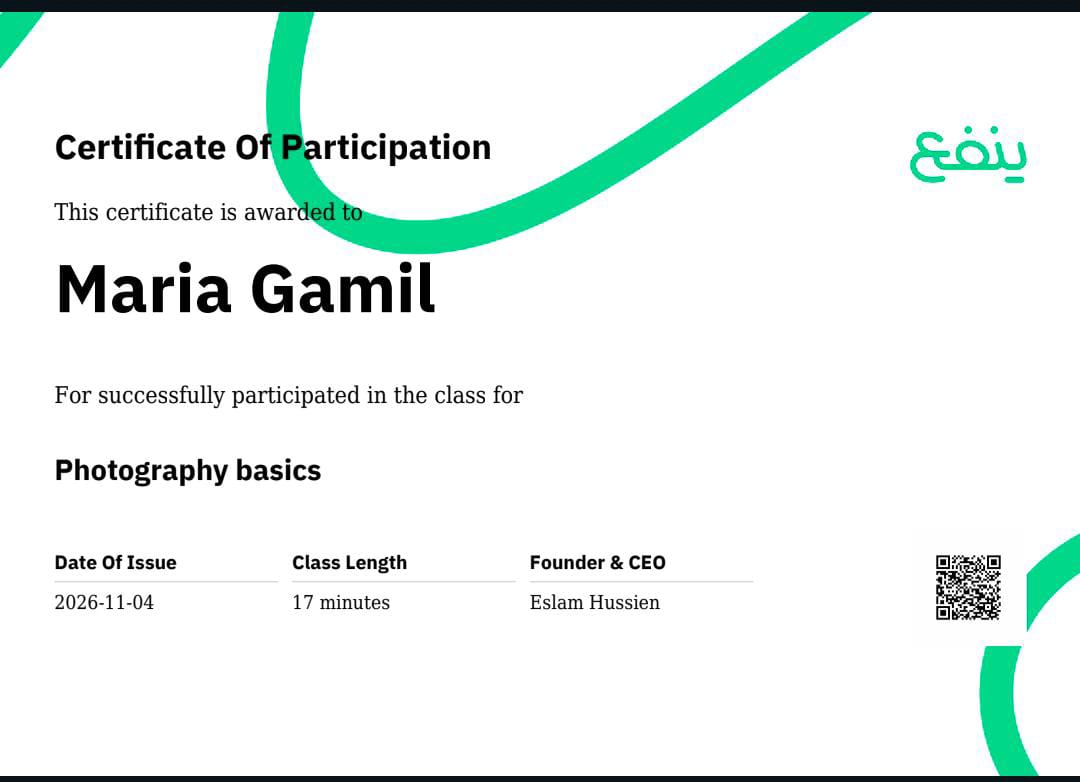 Certificate Of Participation
ينفع
This certificate is awarded to
Maria Gamil
For successfully participated in the class for
Photography basics
Date Of Issue
Class Length
Founder & CEO
2026-11-04
17 minutes
Eslam Hussien